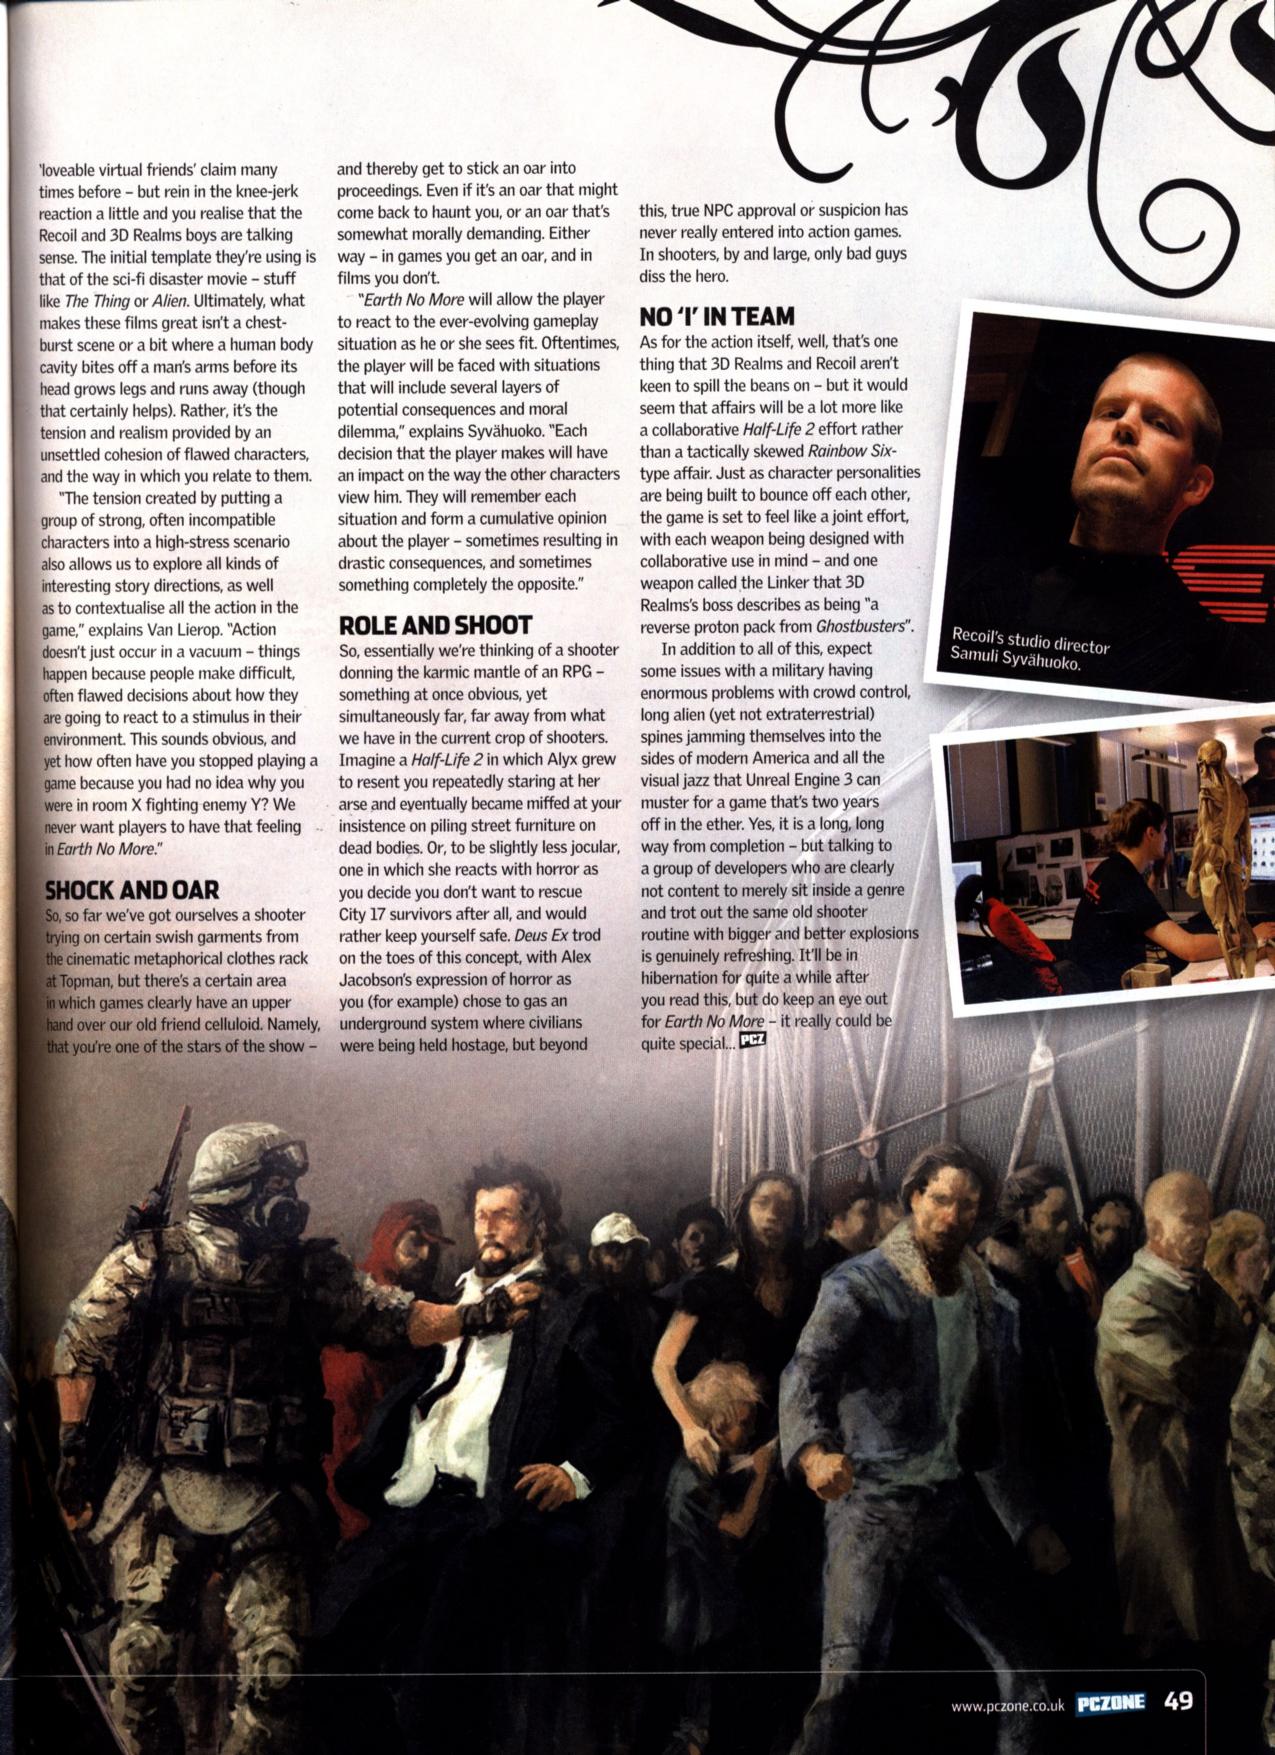 'loveable virtual friends' claim many
times before – but rein in the knee-jerk
reaction a little and you realise that the
Recoil and 3D Realms boys are talking
sense. The initial template they're using is
that of the sci-fi disaster movie – stuff
like The Thing or Alien. Ultimately, what
makes these films great isn't a chest-
burst scene or a bit where a human body
cavity bites off a man's arms before its
head grows legs and runs away (though
that certainly helps). Rather, it's the
tension and realism provided by an
unsettled cohesion of flawed characters,
and the way in which you relate to them.
"The tension created by putting a
group of strong, often incompatible
characters into a high-stress scenario
also allows us to explore all kinds of
interesting story directions, as well
as to contextualise all the action in the
game," explains Van Lierop. "Action
doesn't just occur in a vacuum – things
happen because people make difficult,
often flawed decisions about how they
are going to react to a stimulus in their
environment. This sounds obvious, and
yet how often have you stopped playing a
game because you had no idea why you
were in room X fighting enemy Y? We
never want players to have that feeling
in Earth No More."
SHOCK AND OAR
So, so far we've got ourselves a shooter
trying on certain swish garments from
the cinematic metaphorical clothes rack
at Topman, but there's a certain area
in which games clearly have an upper
hand over our old friend celluloid. Namely,
that you're one of the stars of the show –
and thereby get to stick an oar into
proceedings. Even if it's an oar that might
come back to haunt you, or an oar that's
somewhat morally demanding. Either
way – in games you get an oar, and in
films you don't.
"Earth No More will allow the player
to react to the ever-evolving gameplay
situation as he or she sees fit. Oftentimes,
the player will be faced with situations
that will include several layers of
potential consequences and moral
dilemma," explains Syvähuoko. "Each
decision that the player makes will have
an impact on the way the other characters
view him. They will remember each
situation and form a cumulative opinion
about the player – sometimes resulting in
drastic consequences, and sometimes
something completely the opposite."
ROLE AND SHOOT
So, essentially we're thinking of a shooter
donning the karmic mantle of an RPG –
something at once obvious, yet
simultaneously far, far away from what
we have in the current crop of shooters.
Imagine a Half-Life 2 in which Alyx grew
to resent you repeatedly staring at her
arse and eventually became miffed at your
insistence on piling street furniture on
dead bodies. Or, to be slightly less jocular,
one in which she reacts with horror as
you decide you don't want to rescue
City 17 survivors after all, and would
rather keep yourself safe. Deus Ex trod
on the toes of this concept, with Alex
Jacobson's expression of horror as
you (for example) chose to gas an
underground system where civilians
were being held hostage, but beyond
this, true NPC approval or suspicion has
never really entered into action games.
In shooters, by and large, only bad guys
diss the hero.
NO 'I' IN TEAM
As for the action itself, well, that's one
thing that 3D Realms and Recoil aren't
keen to spill the beans on – but it would
seem that affairs will be a lot more like
a collaborative Half-Life 2 effort rather
than a tactically skewed Rainbow Six-
type affair. Just as character personalities
are being built to bounce off each other,
the game is set to feel like a joint effort,
with each weapon being designed with
collaborative use in mind – and one
weapon called the Linker that 3D
Realms's boss describes as being "a
reverse proton pack from Ghostbusters".
In addition to all of this, expect
some issues with a military having
enormous problems with crowd control,
long alien (yet not extraterrestrial)
spines jamming themselves into the
sides of modern America and all the
visual jazz that Unreal Engine 3 can
muster for a game that's two years
off in the ether. Yes, it is a long, long
way from completion – but talking to
a group of developers who are clearly
not content to merely sit inside a genre
and trot out the same old shooter
routine with bigger and better explosions
is genuinely refreshing. It'll be in
hibernation for quite a while after
you read this, but do keep an eye out
for Earth No More – it really could be
quite special... PCZ
Recoil's studio director
Samuli Syvähuoko.
www.pczone.co.uk PCZONE 49